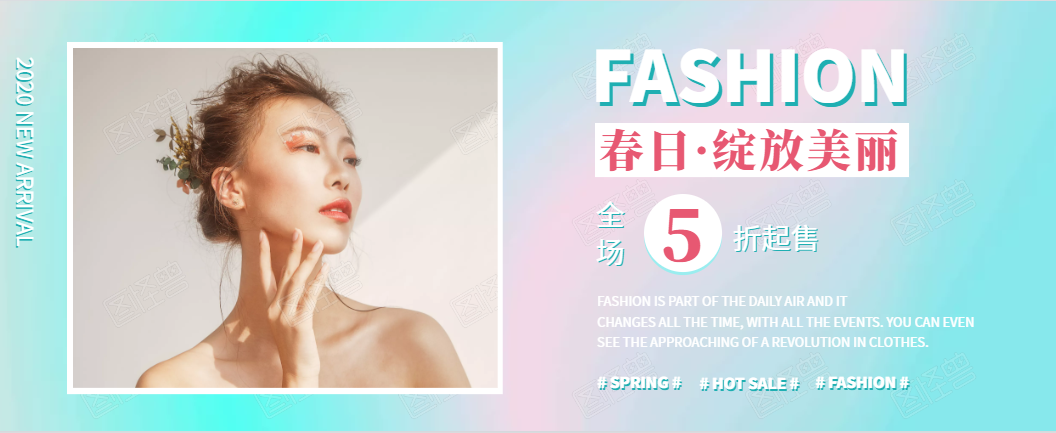 2020 NEW ARRIVAL
FASHION
春日·绽放美丽
全场
5
折起售
FASHION IS PART OF THE DAILY AIR AND IT
CHANGES ALL THE TIME, WITH ALL THE EVENTS. YOU CAN EVEN
SEE THE APPROACHING OF A REVOLUTION IN CLOTHES.
# SPRING # # HOT SALE # # FASHION #